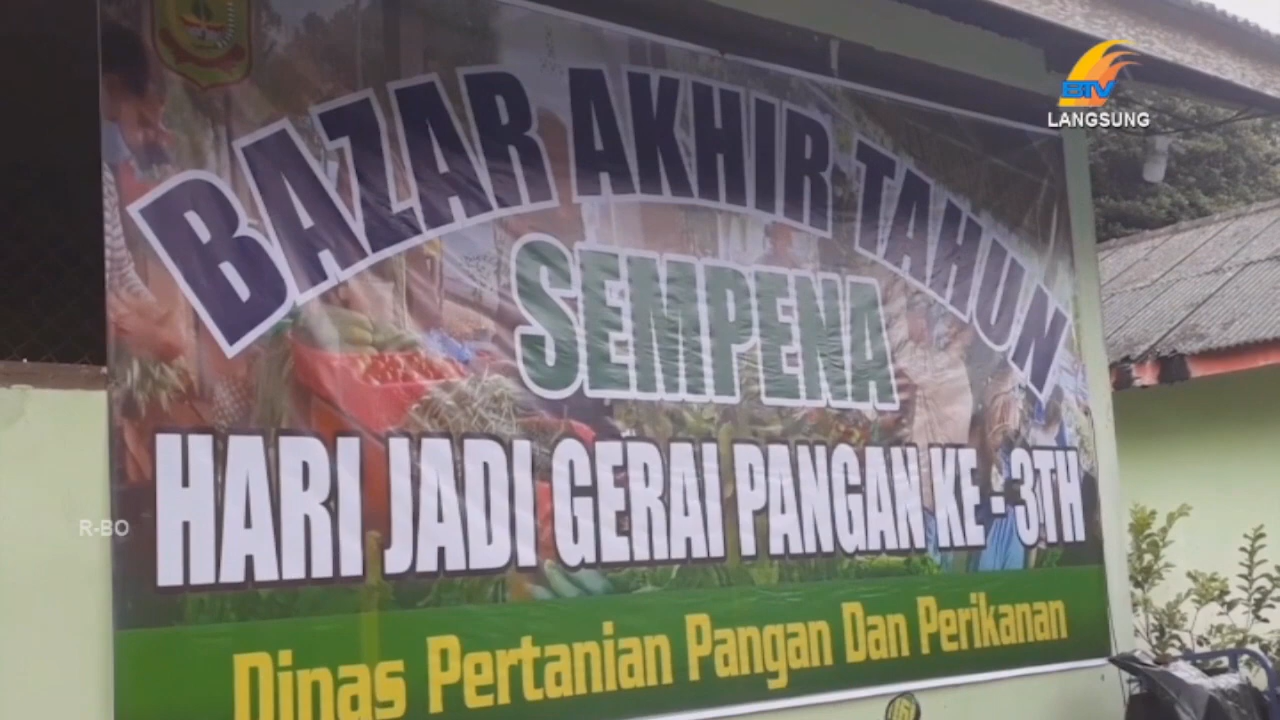 BTV
LANGSUNG
BAZAR AKHIR TAHUN
SEMPENA
HARI JADI GERAI PANGAN KE - 3TH
R-BO
Dinas Pertanian Pangan Dan Perikanan